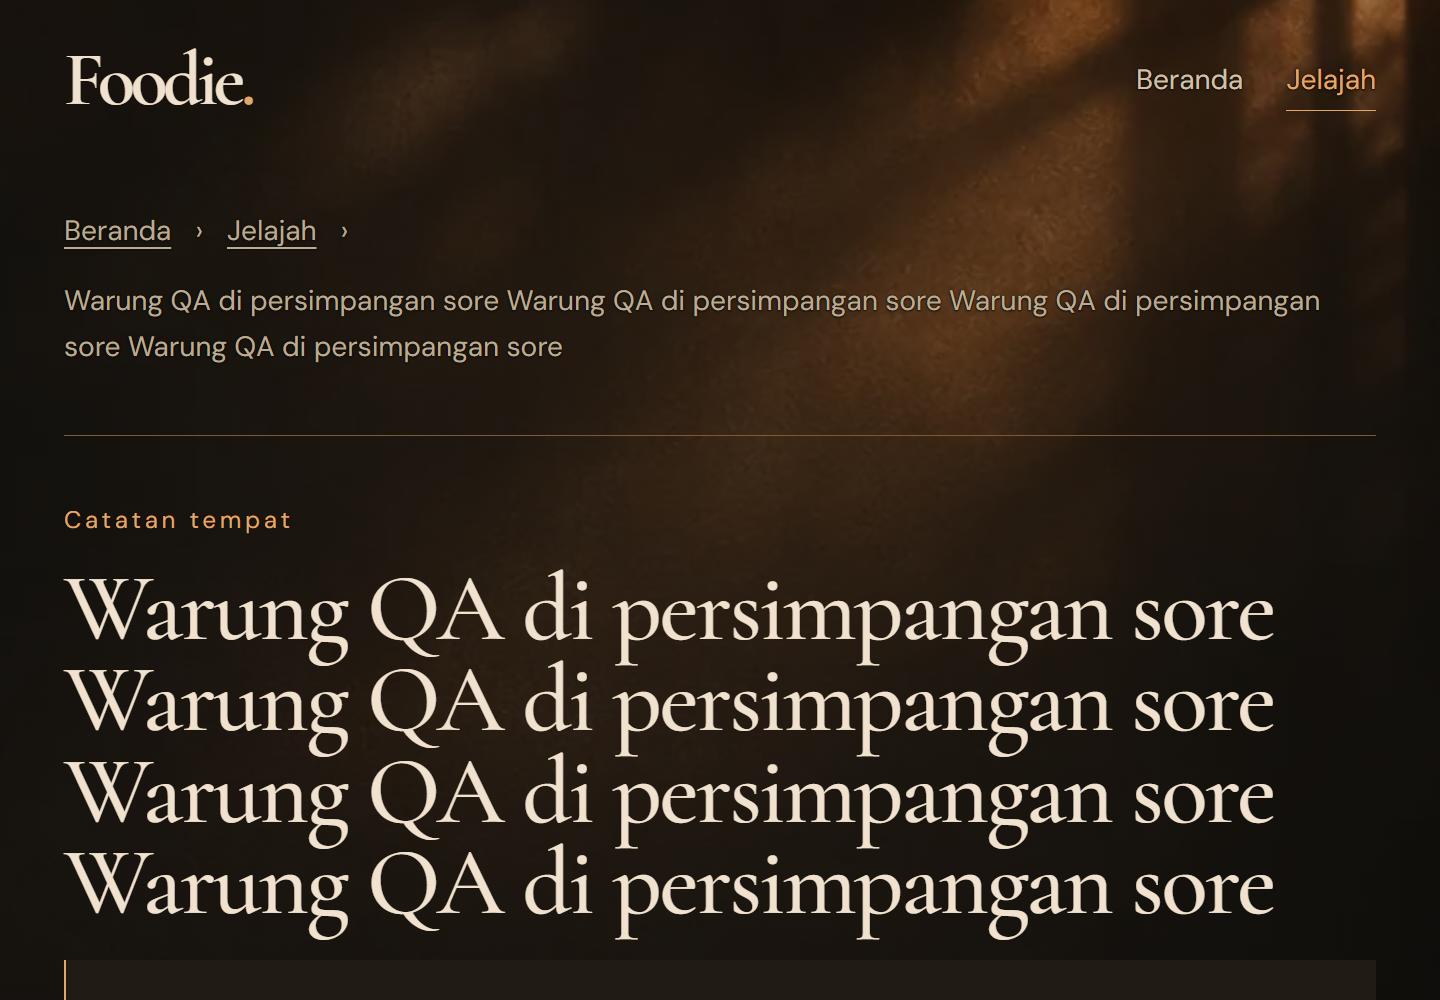 Foodie.
Beranda Jelajah
Beranda › Jelajah ›
Warung QA di persimpangan sore Warung QA di persimpangan sore Warung QA di persimpangan
sore Warung QA di persimpangan sore
Catatan tempat
Warung QA di persimpangan sore
Warung QA di persimpangan sore
Warung QA di persimpangan sore
Warung QA di persimpangan sore